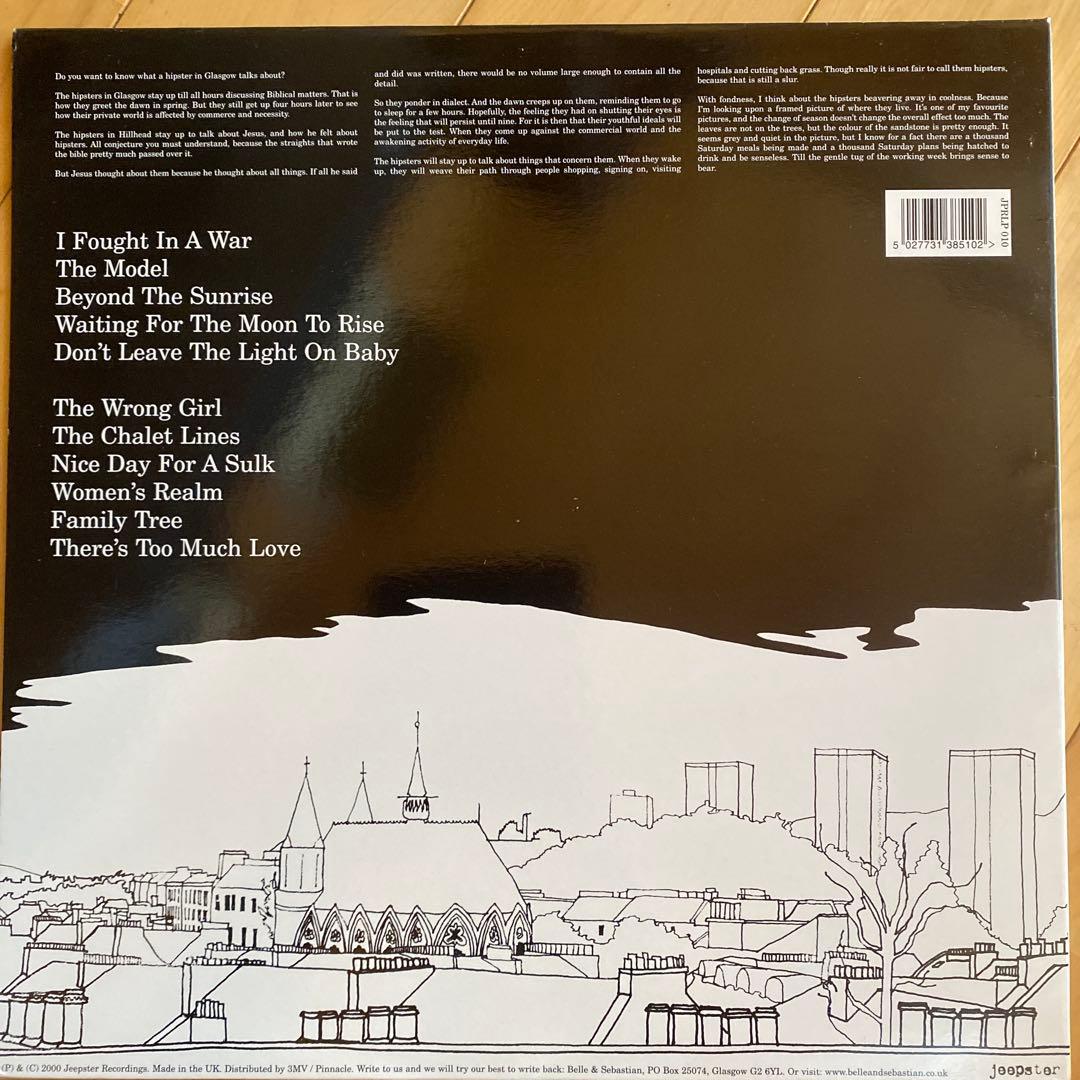 Do you want to know what a hipster in Glasgow talks about?
The hipsters in Glasgow stay up till all hours discussing Biblical matters. That is
how they greet the dawn in spring. But they still get up four hours later to see
how their private world is affected by commerce and necessity.
The hipsters in Hillhead stay up to talk about Jesus, and how he felt about
hipsters. All conjecture you must understand, because the straights that wrote
the bible pretty much passed over it.
But Jesus thought about them because he thought about all things. If all he said
and did was written, there would be no volume large enough to contain all the
detail.
So they ponder in dialect. And the dawn creeps up on them, reminding them to go
to sleep for a few hours. Hopefully, the feeling they had on shutting their eyes is
the feeling that will persist until nine. For it is then that their youthful ideals will
be put to the test. When they come up against the commercial world and the
awakening activity of everyday life.
The hipsters will stay up to talk about things that concern them. When they wake
up, they will weave their path through people shopping, signing on, visiting
hospitals and cutting back grass. Though really it is not fair to call them hipsters,
because that is still a slur.
With fondness, I think about the hipsters beavering away in coolness. Because
I'm looking upon a framed picture of where they live. It's one of my favourite
pictures, and the change of season doesn't change the overall effect too much. The
leaves are not on the trees, but the colour of the sandstone is pretty enough. It
seems grey and quiet in the picture, but I know for a fact there are a thousand
Saturday meals being made and a thousand Saturday plans being hatched to
drink and be senseless. Till the gentle tug of the working week brings sense to
bear.
JPRLP 010
5 027731 385102 >
I Fought In A War
The Model
Beyond The Sunrise
Waiting For The Moon To Rise
Don't Leave The Light On Baby
The Wrong Girl
The Chalet Lines
Nice Day For A Sulk
Women's Realm
Family Tree
There's Too Much Love
(P) & (C) 2000 Jeepster Recordings. Made in the UK. Distributed by 3MV / Pinnacle. Write to us and we will try our best to write back: Belle & Sebastian, PO Box 25074, Glasgow G2 6YL. Or visit: www.belleandsebastian.co.uk
jeepster